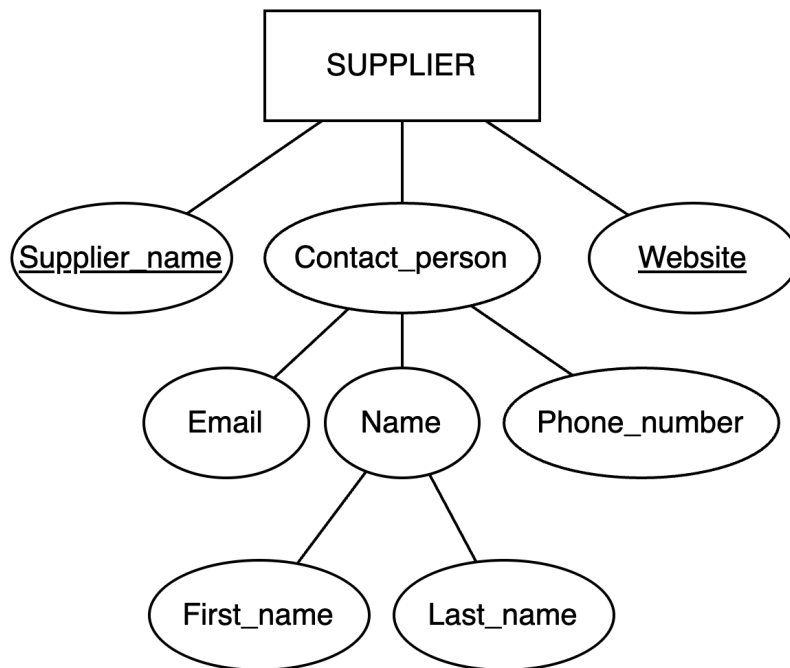 SUPPLIER
Supplier_name
Contact_person
Website
Email
Name
Phone_number
First_name
Last_name